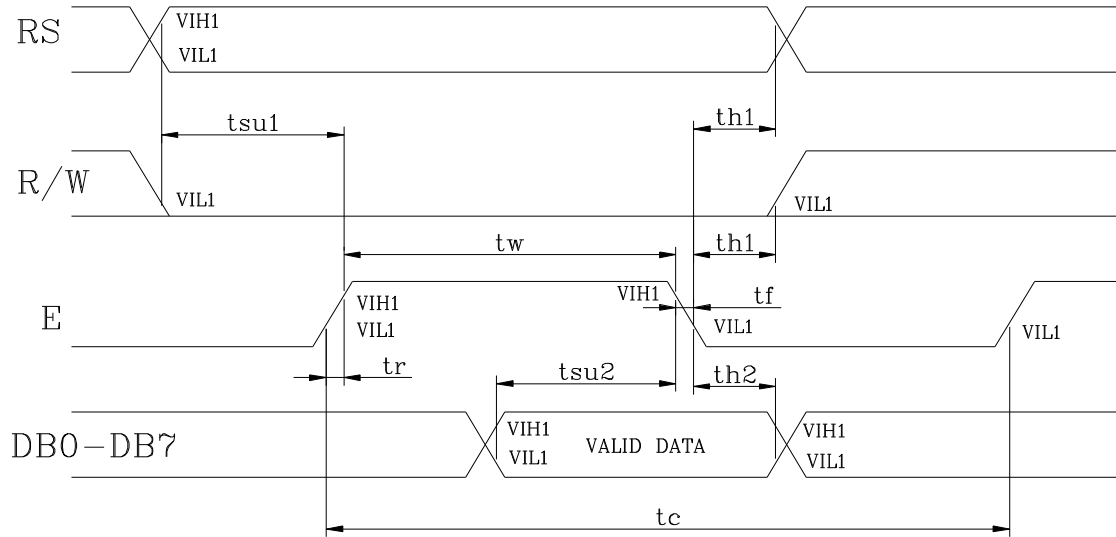 RS
VIH1
VIL1
tsu1
th1
R/W
VIL1
VIL1
tw
th1
E
VIH1
VIL1
VIH1
tf
VIL1
VIL1
tr
tsu2
th2
DB0-DB7
VIH1
VIL1
VALID DATA
VIH1
VIL1
tc